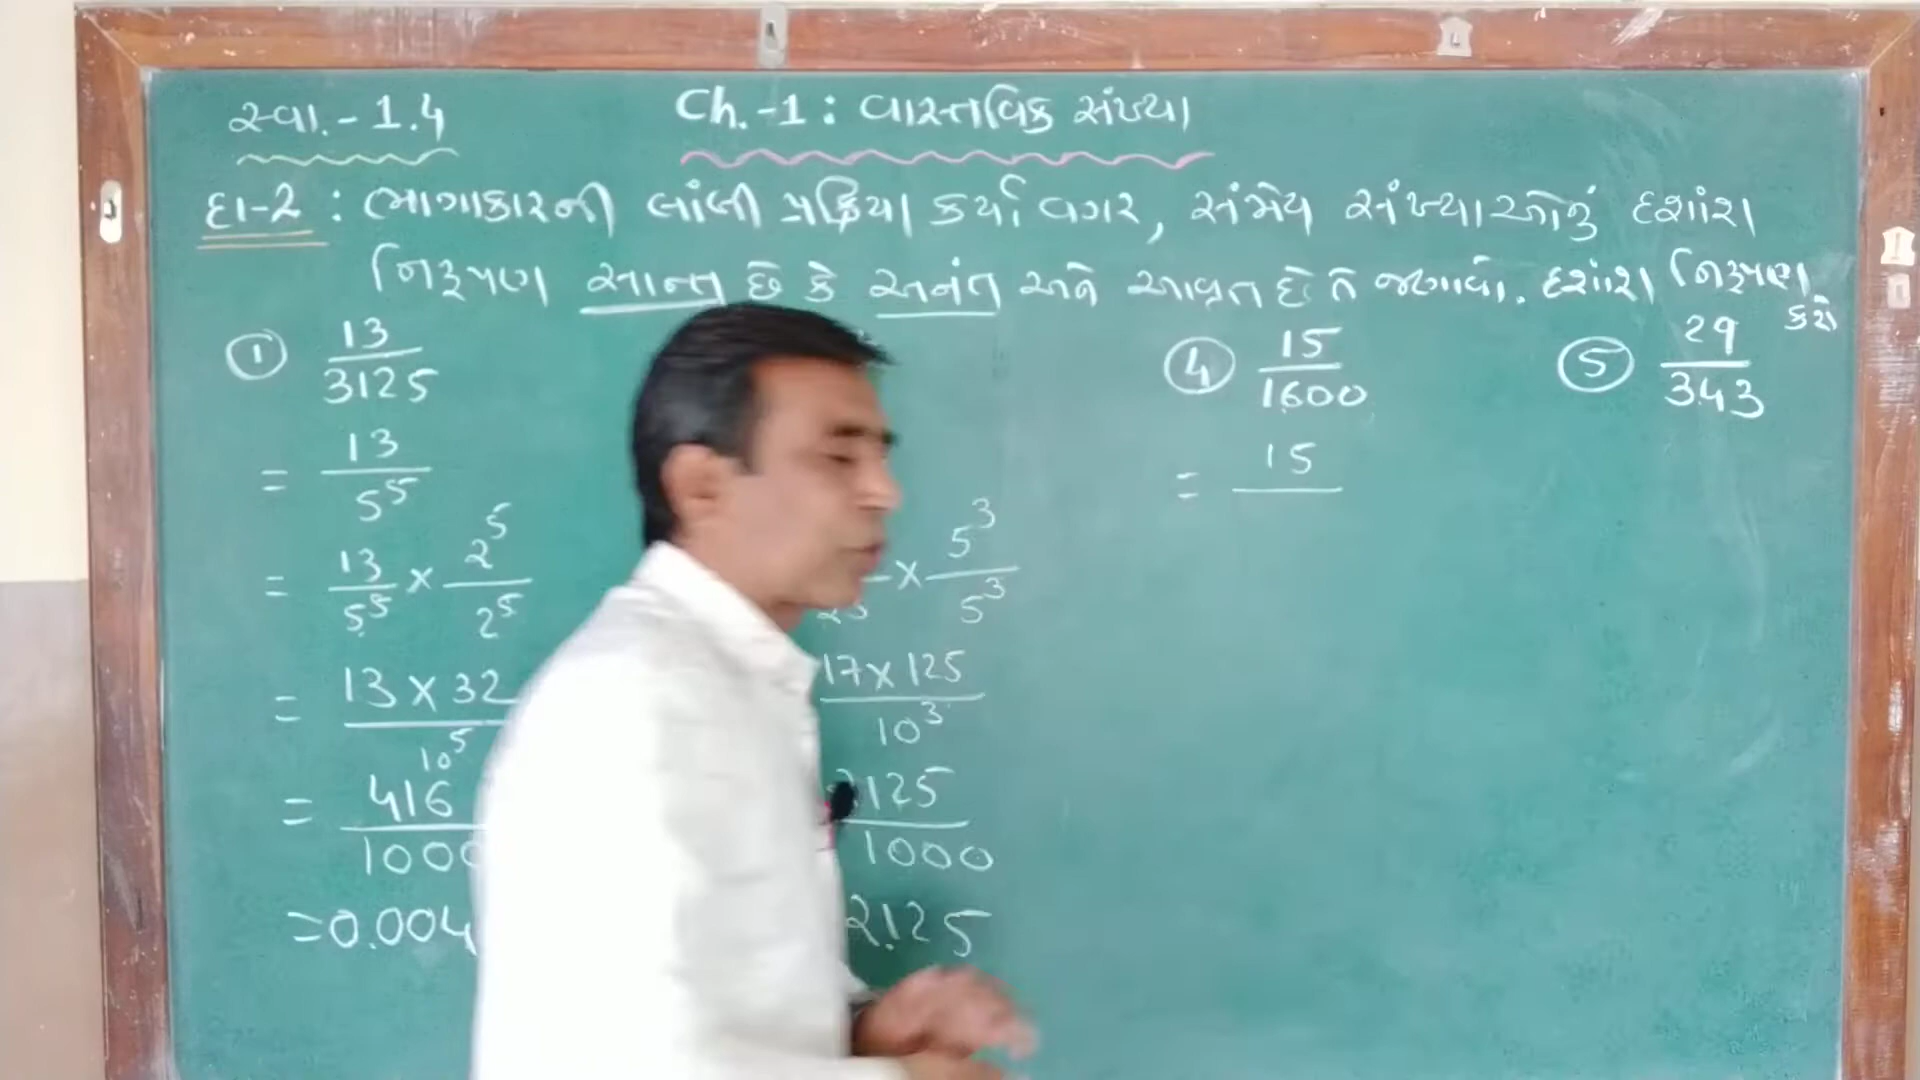 સ્વા.-1.4
Ch.-1 : વાસ્તવિક સંખ્યા
દા-2 : ભાગાકારની લાંબી પ્રક્રિયા કર્યા વગર, સંમેય સંખ્યાઓનું દશાંશ
નિરૂપણ સાન્ત છે કે અનંત અને આવૃત છે તે જણાવો. દશાંશ નિરૂપણ
કરો
① 13/3125
= 13/5⁵
= 13/5⁵ × 2⁵/2⁵
= 13 × 32/10⁵
= 416
= 0.004
× 5³/5³
17 × 125/10³
2125/1000
2.125
④ 15/1600
= 15
⑤ 29/343